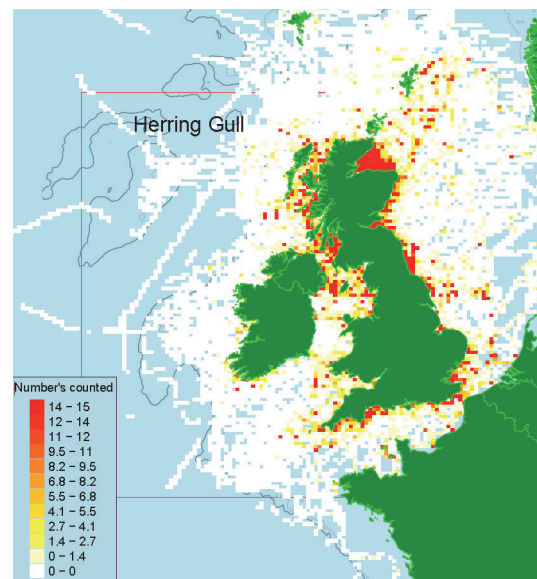 Herring Gull
Number's counted
14 – 15
12 – 14
11 – 12
9.5 – 11
8.2 – 9.5
6.8 – 8.2
5.5 – 6.8
4.1 – 5.5
2.7 – 4.1
1.4 – 2.7
0 – 1.4
0 – 0